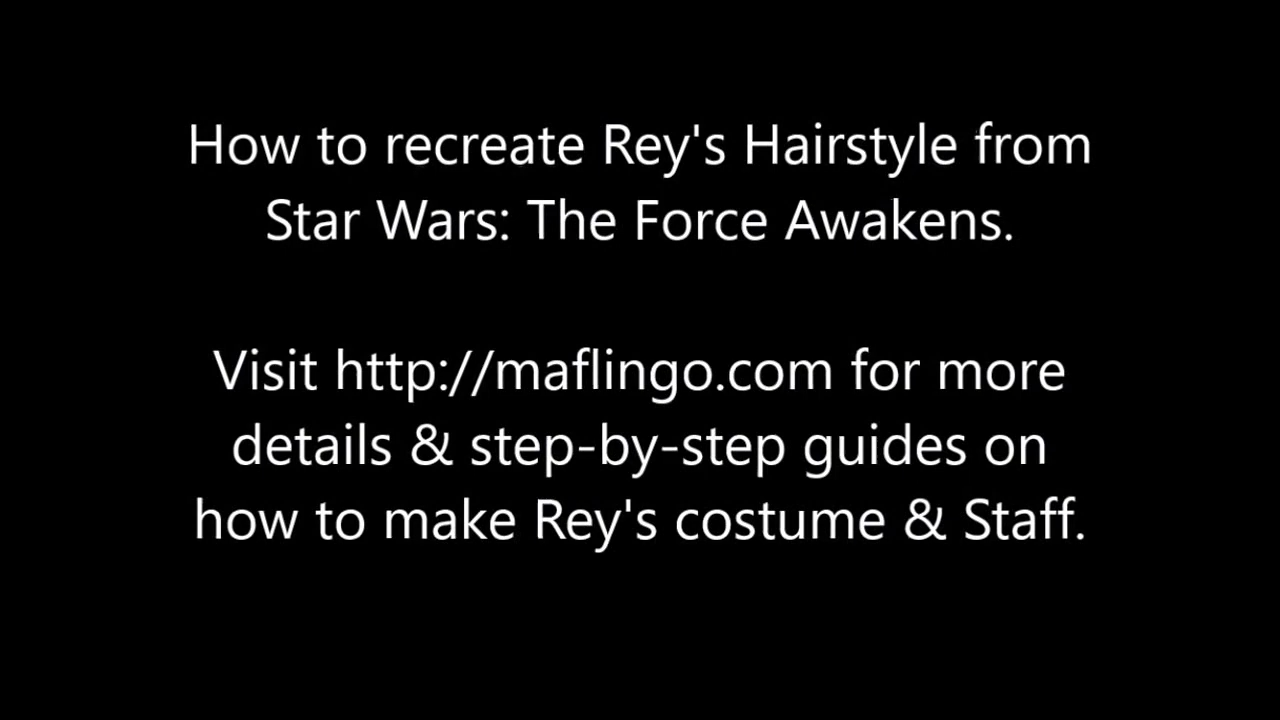 How to recreate Rey's Hairstyle from
Star Wars: The Force Awakens.
Visit http://maflingo.com for more
details & step-by-step guides on
how to make Rey's costume & Staff.